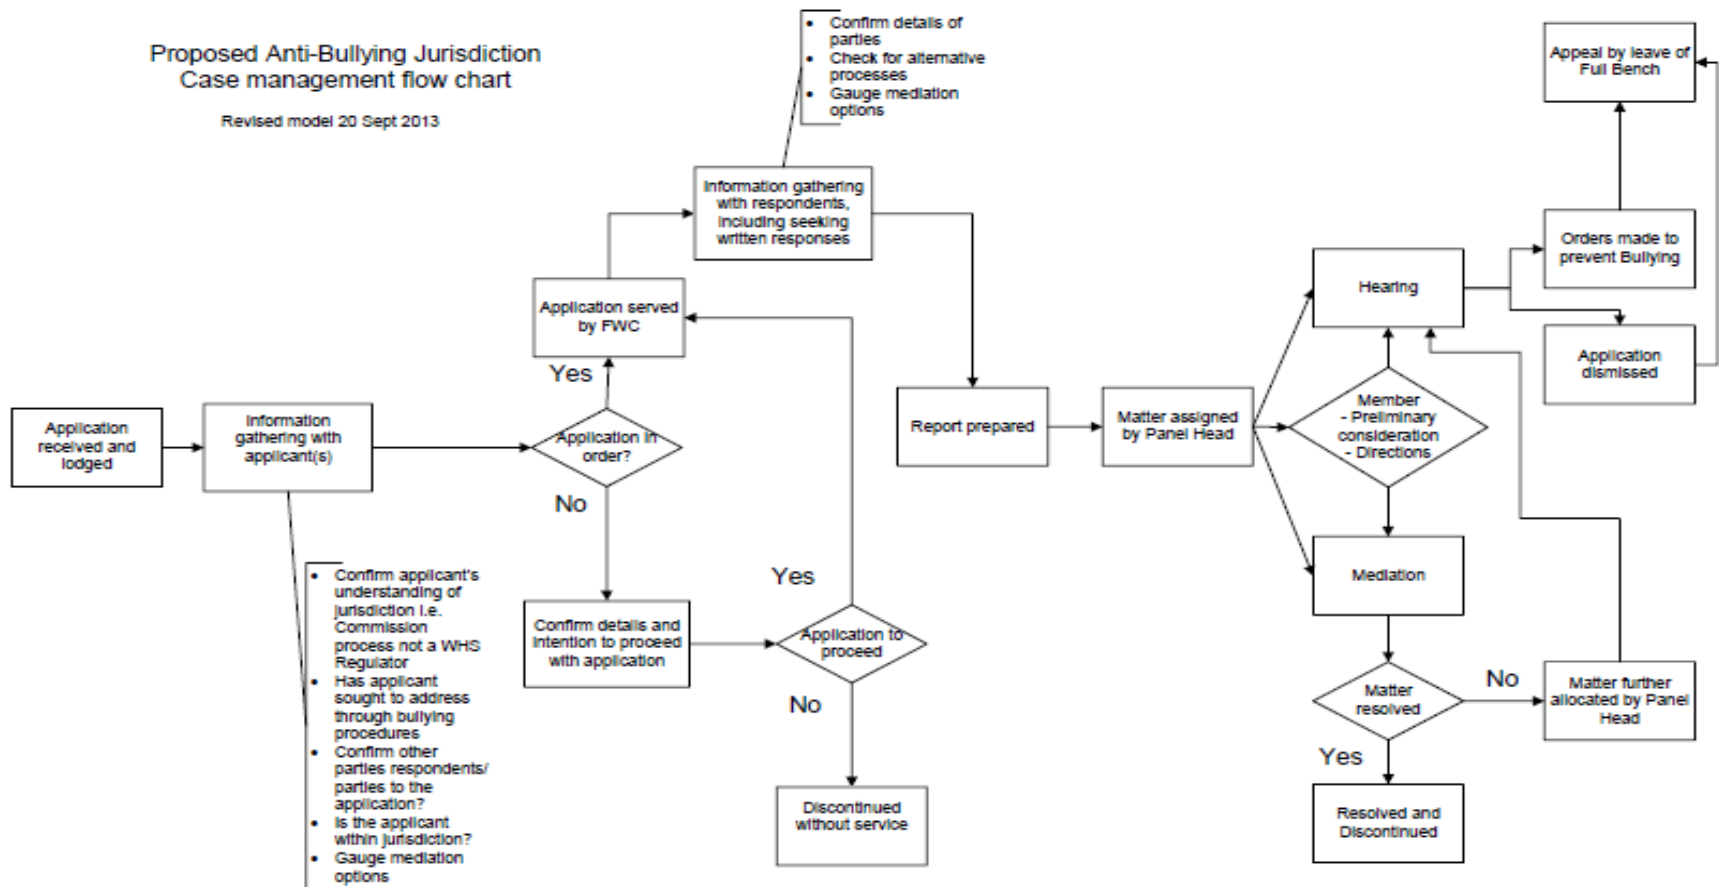 Proposed Anti-Bullying Jurisdiction
Case management flow chart
Revised model 20 Sept 2013
• Confirm details of
parties
• Check for alternative
processes
• Gauge mediation
options
Appeal by leave of
Full Bench
Information gathering
with respondents,
including seeking
written responses
Orders made to
prevent Bullying
Hearing
Application served
by FWC
Application
dismissed
Yes
Application
received and
lodged
Information
gathering with
applicant(s)
Application in
order?
Report prepared
Matter assigned
by Panel Head
Member
- Preliminary
consideration
- Directions
No
• Confirm applicant's
understanding of
jurisdiction i.e.
Commission
process not a WHS
Regulator
• Has applicant
sought to address
through bullying
procedures
• Confirm other
parties respondents/
parties to the
application?
• Is the applicant
within jurisdiction?
• Gauge mediation
options
Confirm details and
intention to proceed
with application
Yes
Application to
proceed
No
Discontinued
without service
Mediation
Matter
resolved
No
Matter further
allocated by Panel
Head
Yes
Resolved and
Discontinued